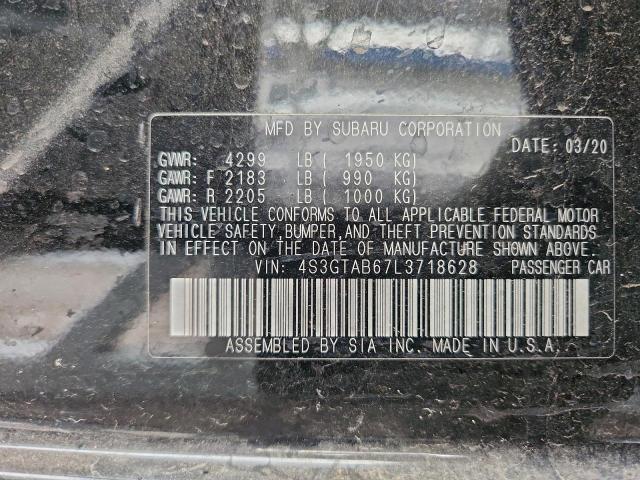 MFD BY SUBARU CORPORATION
DATE: 03/20
GVWR: 4299 LB ( 1950 KG)
GAWR: F 2183 LB ( 990 KG)
GAWR: R 2205 LB ( 1000 KG)
THIS VEHICLE CONFORMS TO ALL APPLICABLE FEDERAL MOTOR
VEHICLE SAFETY, BUMPER, AND THEFT PREVENTION STANDARDS
IN EFFECT ON THE DATE OF MANUFACTURE SHOWN ABOVE.
VIN: 4S3GTAB67L3718628 PASSENGER CAR
ASSEMBLED BY SIA INC. MADE IN U.S.A.